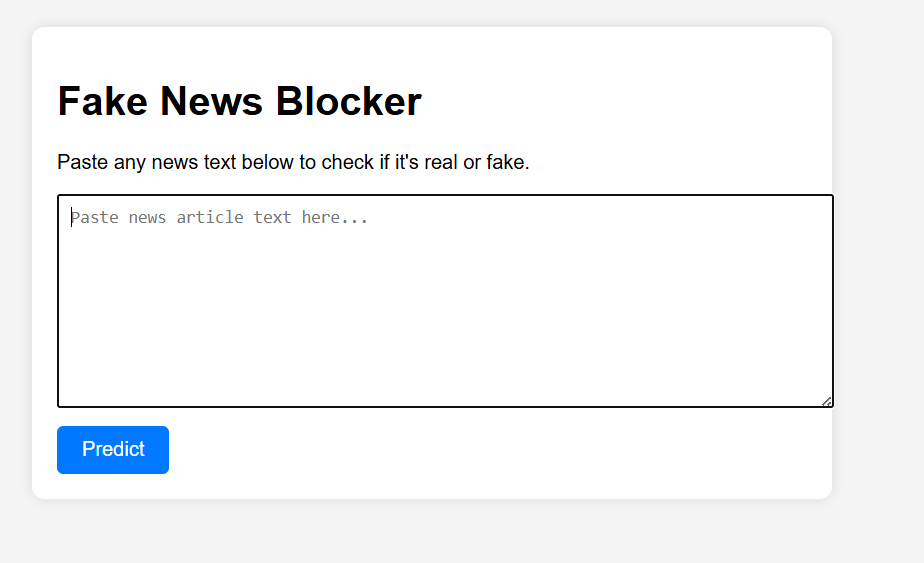 Fake News Blocker
Paste any news text below to check if it's real or fake.
Paste news article text here...
Predict